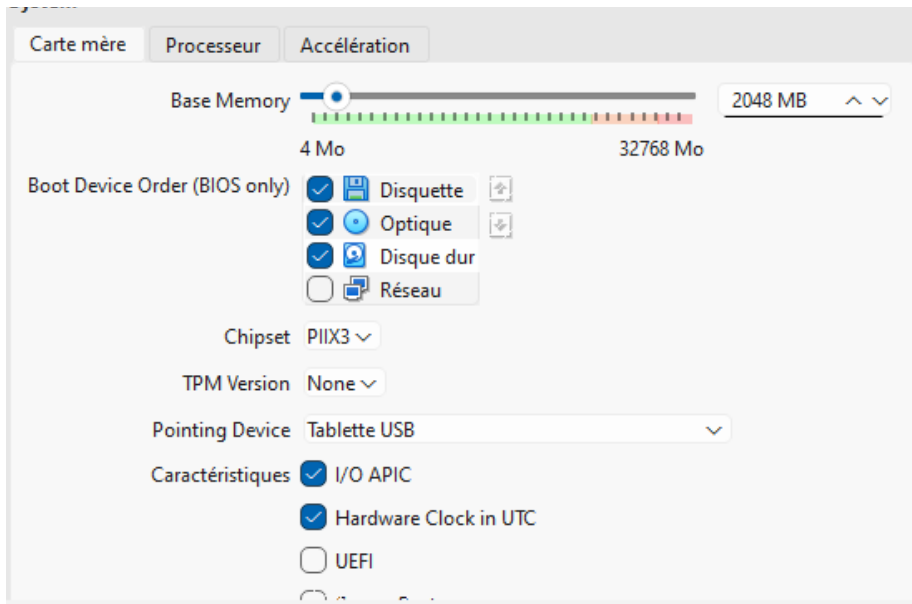 Carte mère Processeur Accélération
Base Memory 2048 MB
4 Mo 32768 Mo
Boot Device Order (BIOS only) Disquette
Optique
Disque dur
Réseau
Chipset PIIX3
TPM Version None
Pointing Device Tablette USB
Caractéristiques I/O APIC
Hardware Clock in UTC
UEFI